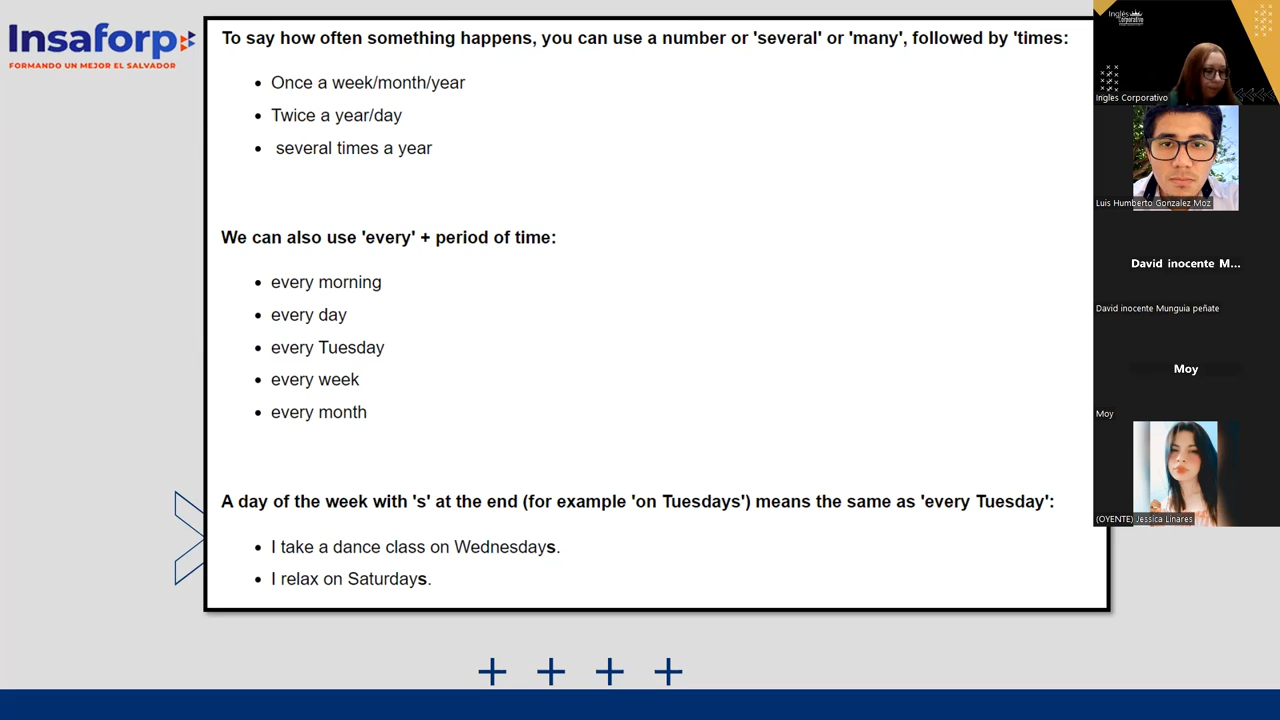 Insaforp
FORMANDO UN MEJOR EL SALVADOR
To say how often something happens, you can use a number or 'several' or 'many', followed by 'times:
Once a week/month/year
Twice a year/day
several times a year
We can also use 'every' + period of time:
every morning
every day
every Tuesday
every week
every month
A day of the week with 's' at the end (for example 'on Tuesdays') means the same as 'every Tuesday':
I take a dance class on Wednesdays.
I relax on Saturdays.
Inglés
Corporativo
Ingles Corporativo
Luis Humberto Gonzalez Moz
David inocente M...
David inocente Munguia peñate
Moy
Moy
(OYENTE) Jessica Linares